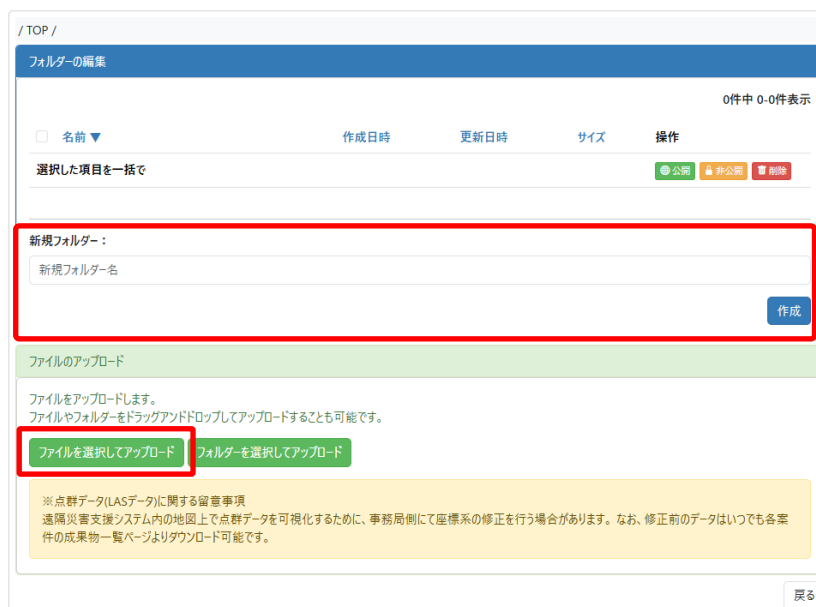 / TOP /
フォルダーの編集
0件中 0-0件表示
名前▼ 作成日時 更新日時 サイズ 操作
選択した項目を一括で 公開 非公開 削除
新規フォルダー：
新規フォルダー名
作成
ファイルのアップロード
ファイルをアップロードします。
ファイルやフォルダーをドラッグアンドドロップしてアップロードすることも可能です。
ファイルを選択してアップロード フォルダーを選択してアップロード
※点群データ(LASデータ)に関する留意事項
遠隔災害支援システム内の地図上で点群データを可視化するために、事務局側にて座標系の修正を行う場合があります。なお、修正前のデータはいつでも各案
件の成果物一覧ページよりダウンロード可能です。
戻る